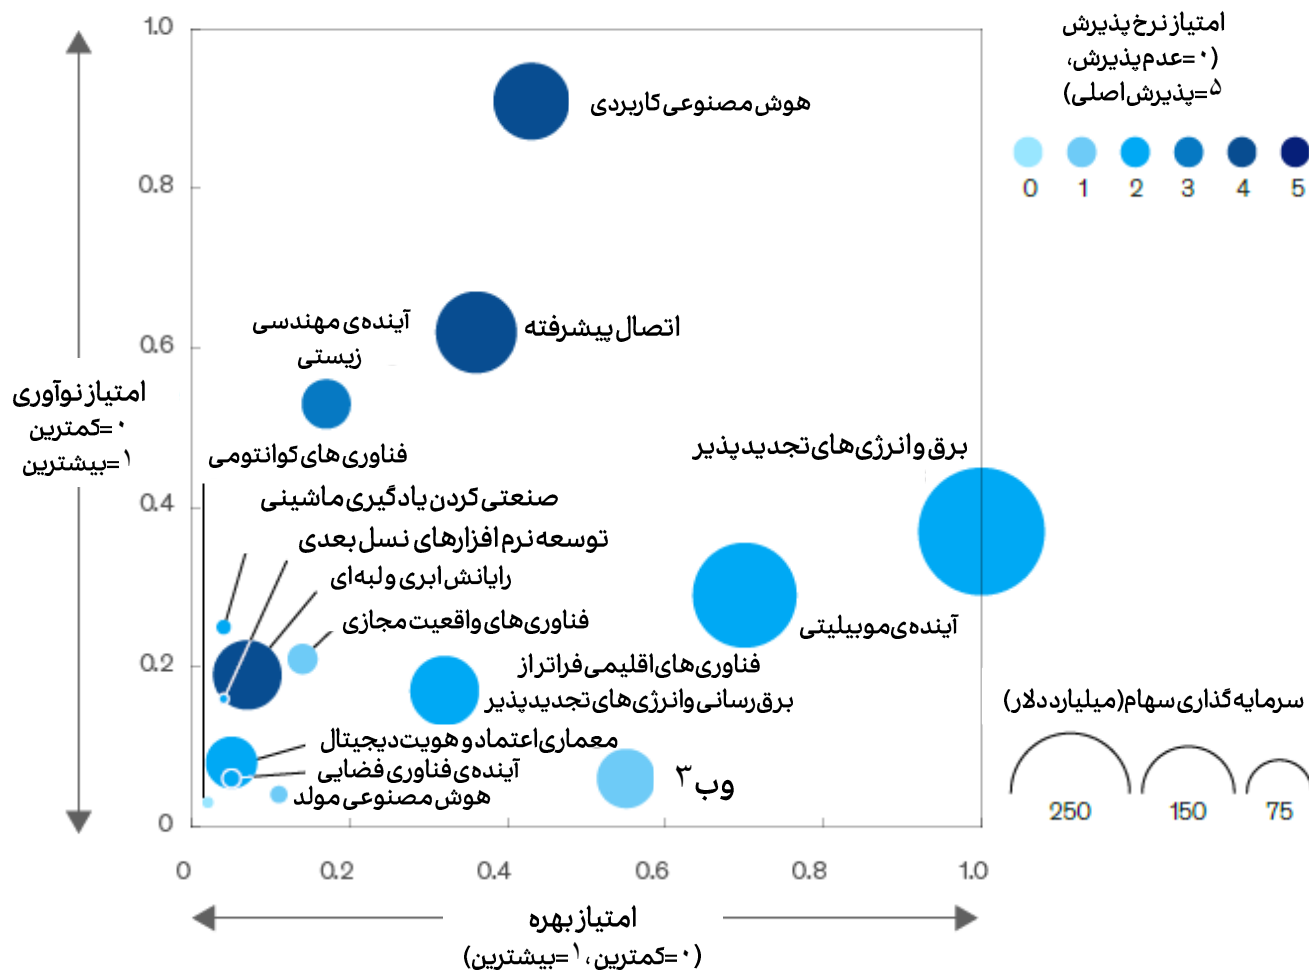 امتیاز نرخ پذیرش
(۰=عدم پذیرش،
۵=پذیرش اصلی)
0 1 2 3 4 5
1.0
0.8
0.6
0.4
0.2
0
امتیاز نوآوری
۰=کمترین
۱=بیشترین
هوش مصنوعی کاربردی
اتصال پیشرفته
آینده‌ی مهندسی
زیستی
فناوری های کوانتومی
صنعتی کردن یادگیری ماشینی
توسعه نرم افزارهای نسل بعدی
رایانش ابری و لبه‌ای
فناوری های واقعیت مجازی
برق و انرژی های تجدیدپذیر
آینده‌ی موبیلیتی
فناوری های اقلیمی فراتر از
برق رسانی و انرژی های تجدیدپذیر
معماری اعتماد و هویت دیجیتال
آینده‌ی فناوری فضایی
هوش مصنوعی مولد
وب ۳
سرمایه گذاری سهام (میلیارد دلار)
250 150 75
0 0.2 0.4 0.6 0.8 1.0
امتیاز بهره
(۰=کمترین، ۱=بیشترین)